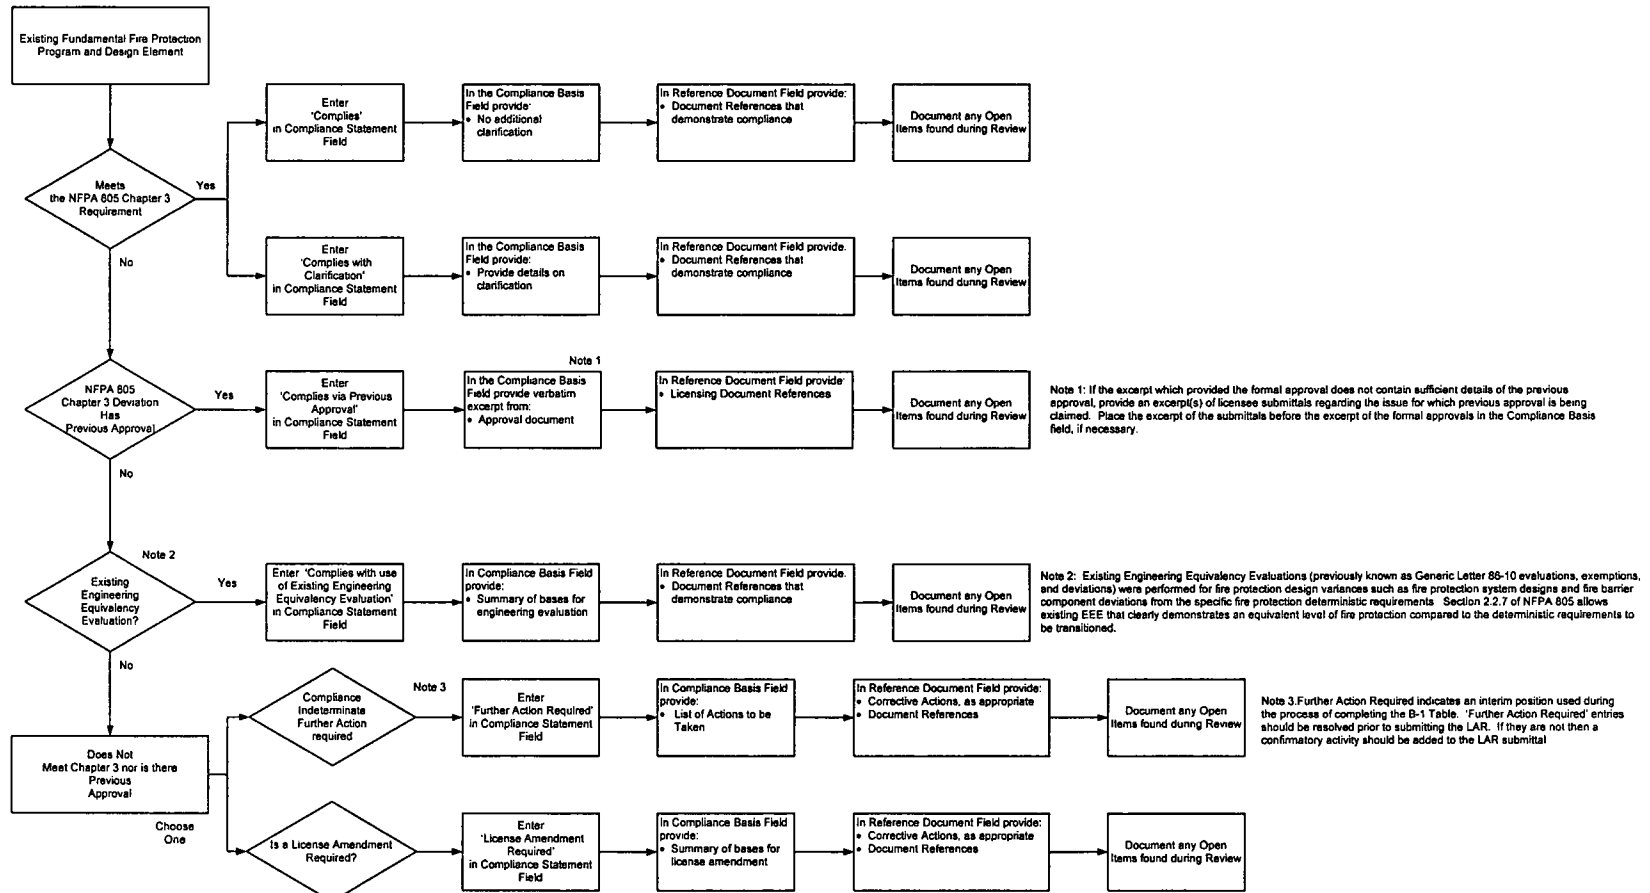 Existing Fundamental Fire Protection
Program and Design Element
Enter
'Complies'
in Compliance Statement
Field
In the Compliance Basis
Field provide:
• No additional
clarification
In Reference Document Field provide:
• Document References that
demonstrate compliance
Document any Open
Items found during Review
Meets
the NFPA 805 Chapter 3
Requirement
Yes
No
Enter
'Complies with
Clarification'
in Compliance Statement
Field
In the Compliance Basis
Field provide:
• Provide details on
clarification
In Reference Document Field provide.
• Document References that
demonstrate compliance
Document any Open
Items found during Review
NFPA 805
Chapter 3 Deviation
Has
Previous Approval
Yes
No
Enter
'Complies via Previous
Approval'
in Compliance Statement
Field
Note 1
In the Compliance Basis
Field provide verbatim
excerpt from:
• Approval document
In Reference Document Field provide:
• Licensing Document References
Document any Open
Items found during Review
Note 1: If the excerpt which provided the formal approval does not contain sufficient details of the previous
approval, provide an excerpt(s) of licensee submittals regarding the issue for which previous approval is being
claimed. Place the excerpt of the submittals before the excerpt of the formal approvals in the Compliance Basis
field, if necessary.
Note 2
Existing
Engineering
Equivalency
Evaluation?
Yes
No
Enter 'Complies with use
of Existing Engineering
Equivalency Evaluation'
in Compliance Statement
Field
In Compliance Basis Field
provide:
• Summary of bases for
engineering evaluation
In Reference Document Field provide.
• Document References that
demonstrate compliance
Document any Open
Items found during Review
Note 2: Existing Engineering Equivalency Evaluations (previously known as Generic Letter 86-10 evaluations, exemptions,
and deviations) were performed for fire protection design variances such as fire protection system designs and fire barrier
component deviations from the specific fire protection deterministic requirements Section 2.2.7 of NFPA 805 allows
existing EEE that clearly demonstrates an equivalent level of fire protection compared to the deterministic requirements to
be transitioned.
Does Not
Meet Chapter 3 nor is there
Previous
Approval
Choose
One
Compliance
Indeterminate
Further Action
required
Note 3
Enter
'Further Action Required'
in Compliance Statement
Field
In Compliance Basis Field
provide:
• List of Actions to be
Taken
In Reference Document Field provide:
• Corrective Actions, as appropriate
• Document References
Document any Open
Items found during Review
Note 3.Further Action Required indicates an interim position used during
the process of completing the B-1 Table. 'Further Action Required' entries
should be resolved prior to submitting the LAR. If they are not then a
confirmatory activity should be added to the LAR submittal
Is a License Amendment
Required?
Enter
'License Amendment
Required'
in Compliance Statement
Field
In Compliance Basis Field
provide:
• Summary of bases for
license amendment
In Reference Document Field provide:
• Corrective Actions, as appropriate
• Document References
Document any Open
Items found during Review